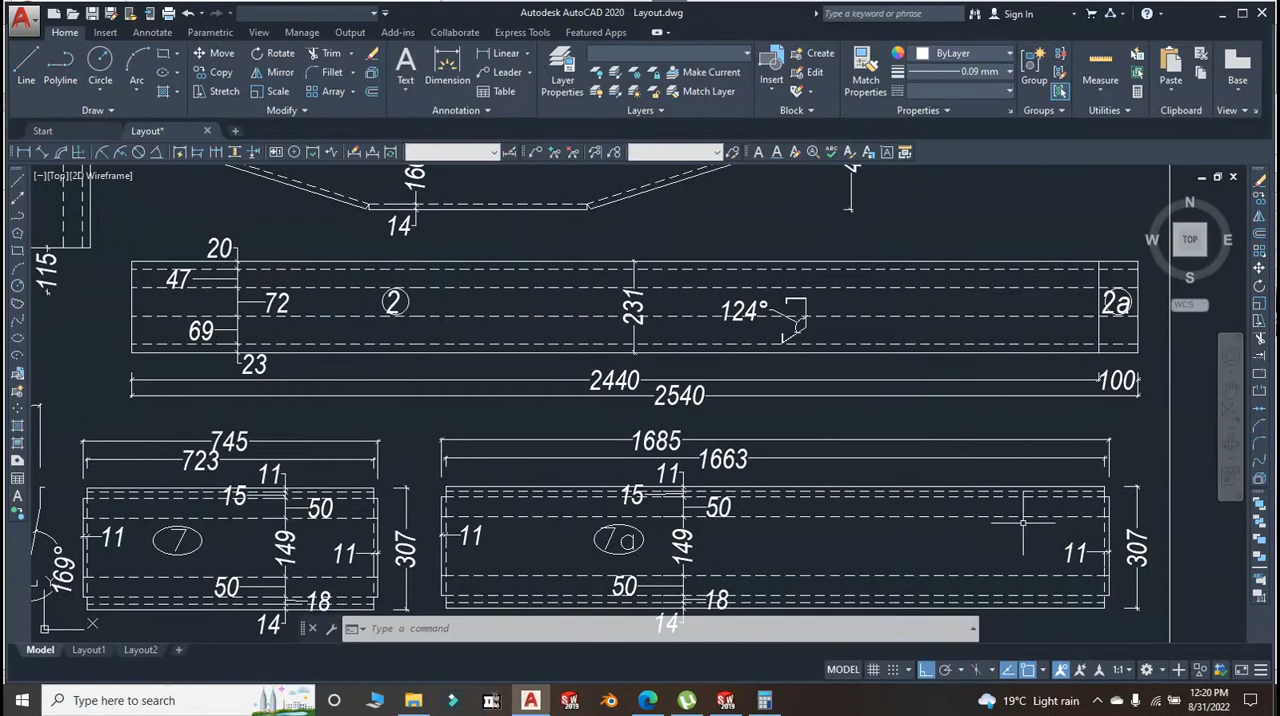 Autodesk AutoCAD 2020 Layout.dwg
Type a keyword or phrase
Sign In
Home Insert Annotate Parametric View Manage Output Add-ins Collaborate Express Tools Featured Apps
Line Polyline Circle Arc
Move Rotate Trim
Copy Mirror Fillet
Stretch Scale Array
Text Dimension
Linear
Leader
Table
Layer Properties
Make Current
Match Layer
Insert
Create
Edit
Match Properties
ByLayer
0.09 mm
Group
Measure
Paste
Base
Draw Modify Annotation Layers Block Properties Groups Utilities Clipboard View
Start Layout*
[−][Top][2D Wireframe]
N
W TOP E
S
WCS
14
115
20
47
72
69
23
2
231
124°
2a
2440
100
2540
745
723
11
15
50
11
7
149
11
307
50
18
14
169°
1685
1663
11
15
50
11
7a
149
11
307
50
18
14
Type a command
Model Layout1 Layout2
MODEL
1:1
Type here to search
SW 2019
SW 2019
19°C Light rain
12:20 PM
8/31/2022